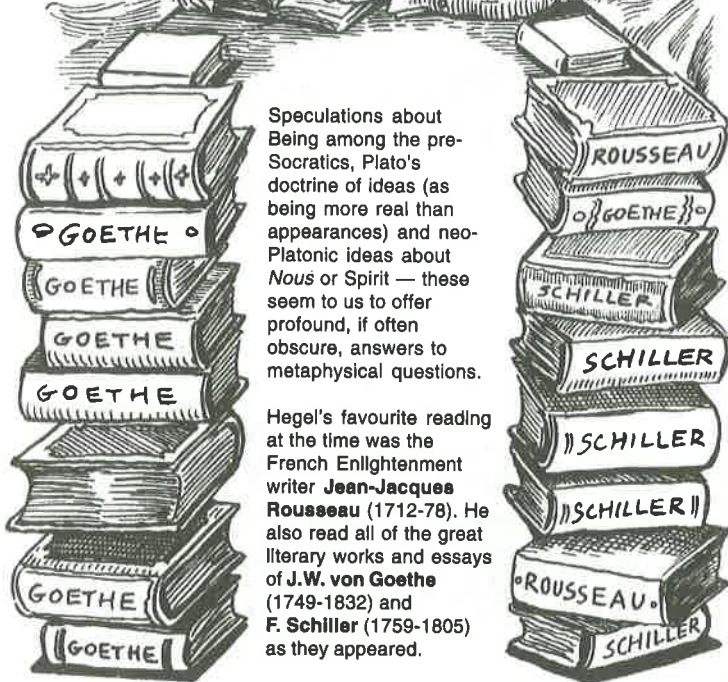 GOETHE
GOETHE
GOETHE
GOETHE
GOETHE
GOETHE
Speculations about
Being among the pre-
Socratics, Plato's
doctrine of ideas (as
being more real than
appearances) and neo-
Platonic ideas about
Nous or Spirit — these
seem to us to offer
profound, if often
obscure, answers to
metaphysical questions.
Hegel's favourite reading
at the time was the
French Enlightenment
writer Jean-Jacques
Rousseau (1712-78). He
also read all of the great
literary works and essays
of J.W. von Goethe
(1749-1832) and
F. Schiller (1759-1805)
as they appeared.
ROUSSEAU
GOETHE
SCHILLER
SCHILLER
SCHILLER
SCHILLER
ROUSSEAU
SCHILLER